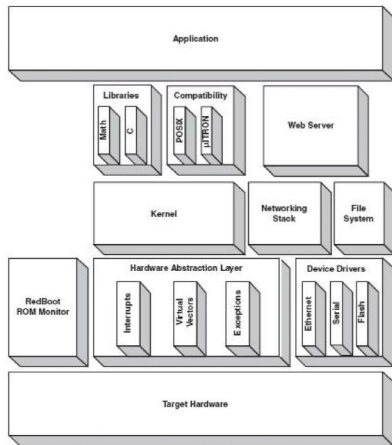 Application
Libraries
Compatibility
Math
C
POSIX
µITRON
Web Server
Kernel
Networking
Stack
File
System
RedBoot
ROM Monitor
Hardware Abstraction Layer
Interrupts
Virtual
Vectors
Exceptions
Device Drivers
Ethernet
Serial
Flash
Target Hardware